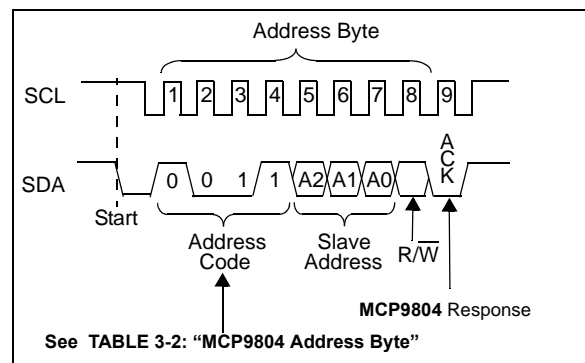 Address Byte
SCL
1 2 3 4 5 6 7 8 9
ACK
SDA
0 0 1 1 A2 A1 A0
Start
Address Code
Slave Address
R/W̅
MCP9804 Response
See TABLE 3-2: “MCP9804 Address Byte”